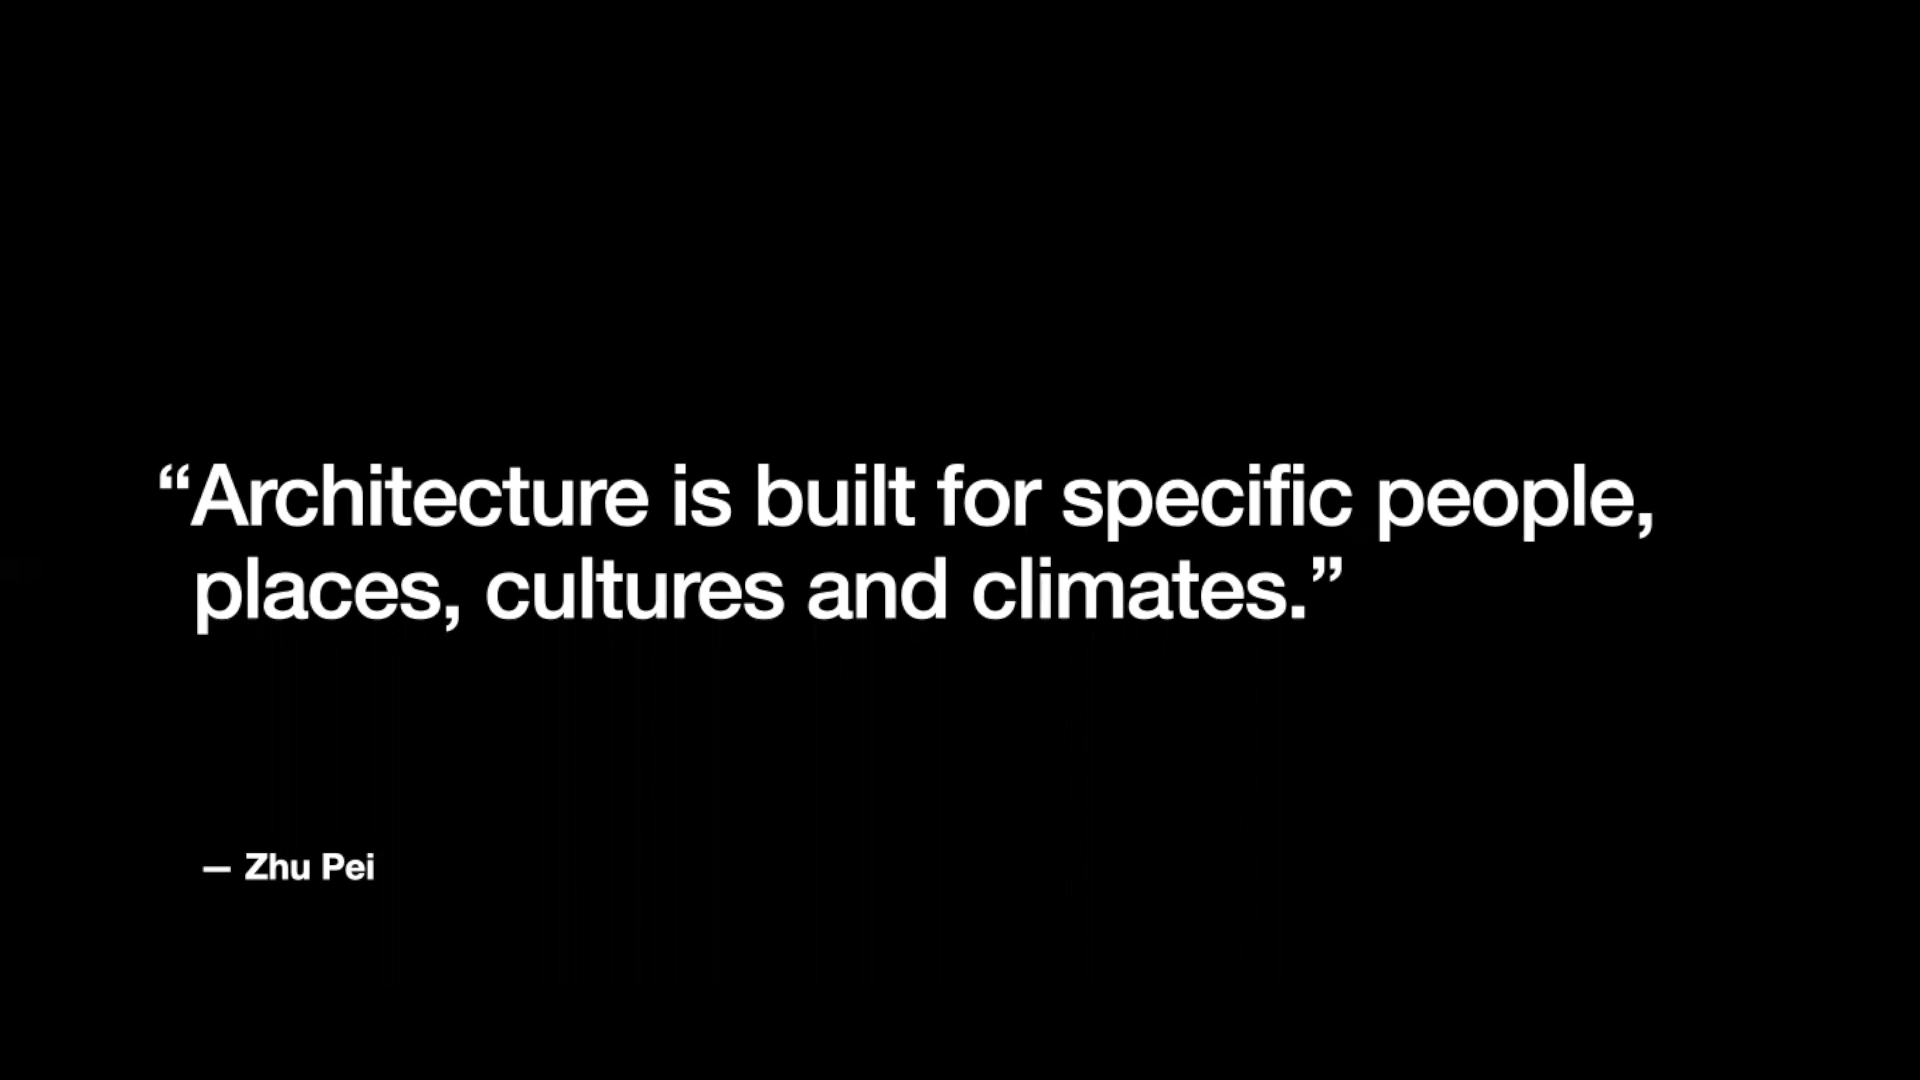 “Architecture is built for specific people,
places, cultures and climates.”
— Zhu Pei